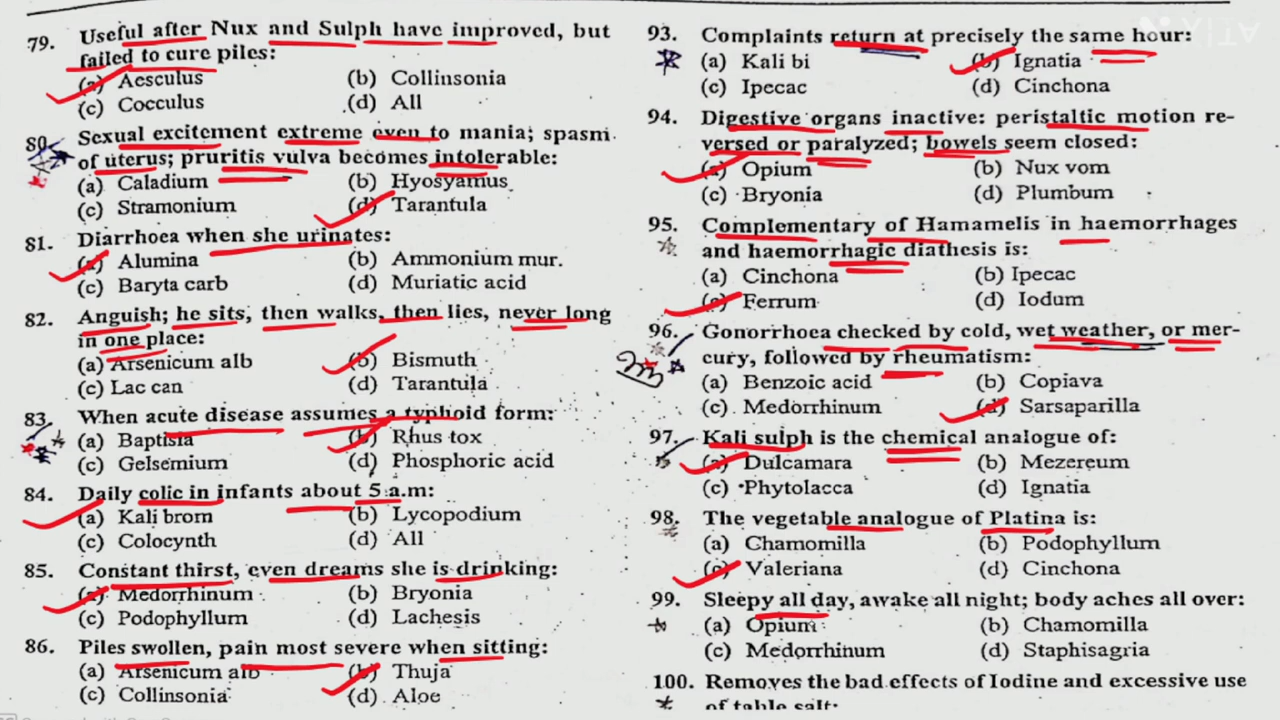 79. Useful after Nux and Sulph have improved, but
failed to cure piles:
(a) Aesculus (b) Collinsonia
(c) Cocculus (d) All
80. Sexual excitement extreme even to mania; spasm
of uterus; pruritis vulva becomes intolerable:
(a) Caladium (b) Hyosyamus
(c) Stramonium (d) Tarantula
81. Diarrhoea when she urinates:
(a) Alumina (b) Ammonium mur.
(c) Baryta carb (d) Muriatic acid
82. Anguish; he sits, then walks, then lies, never long
in one place:
(a) Arsenicum alb (b) Bismuth
(c) Lac can (d) Tarantula
83. When acute disease assumes a typhoid form:
(a) Baptisia (b) Rhus tox
(c) Gelsemium (d) Phosphoric acid
84. Daily colic in infants about 5 a.m:
(a) Kali brom (b) Lycopodium
(c) Colocynth (d) All
85. Constant thirst, even dreams she is drinking:
(a) Medorrhinum (b) Bryonia
(c) Podophyllum (d) Lachesis
86. Piles swollen, pain most severe when sitting:
(a) Arsenicum alb (b) Thuja
(c) Collinsonia (d) Aloe
93. Complaints return at precisely the same hour:
(a) Kali bi (b) Ignatia
(c) Ipecac (d) Cinchona
94. Digestive organs inactive: peristaltic motion re-
versed or paralyzed; bowels seem closed:
(a) Opium (b) Nux vom
(c) Bryonia (d) Plumbum
95. Complementary of Hamamelis in haemorrhages
and haemorrhagic diathesis is:
(a) Cinchona (b) Ipecac
(c) Ferrum (d) Iodum
96. Gonorrhoea checked by cold, wet weather, or mer-
cury, followed by rheumatism:
(a) Benzoic acid (b) Copiava
(c) Medorrhinum (d) Sarsaparilla
97. Kali sulph is the chemical analogue of:
(a) Dulcamara (b) Mezereum
(c) Phytolacca (d) Ignatia
98. The vegetable analogue of Platina is:
(a) Chamomilla (b) Podophyllum
(c) Valeriana (d) Cinchona
99. Sleepy all day, awake all night; body aches all over:
(a) Opium (b) Chamomilla
(c) Medorrhinum (d) Staphisagria
100. Removes the bad effects of Iodine and excessive use
of table salt: